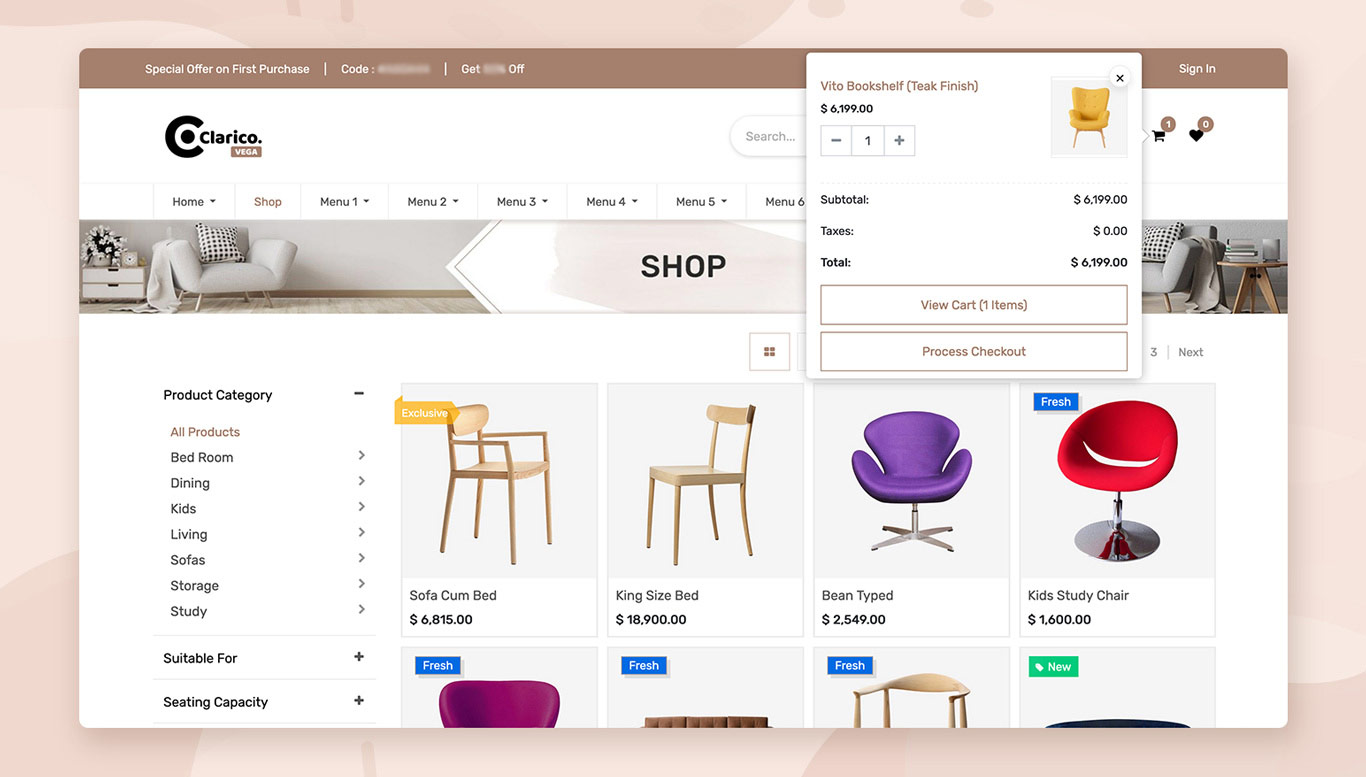 Special Offer on First Purchase | Code : | Get Off
Sign In
Clarico.
VEGA
Search...
Vito Bookshelf (Teak Finish)
$ 6,199.00
1
Subtotal: $ 6,199.00
Taxes: $ 0.00
Total: $ 6,199.00
View Cart (1 Items)
Process Checkout
1
0
Home
Shop
Menu 1
Menu 2
Menu 3
Menu 4
Menu 5
Menu 6
SHOP
3 | Next
Product Category
All Products
Bed Room
Dining
Kids
Living
Sofas
Storage
Study
Suitable For
Seating Capacity
Exclusive
Sofa Cum Bed
$ 6,815.00
King Size Bed
$ 18,900.00
Bean Typed
$ 2,549.00
Fresh
Kids Study Chair
$ 1,600.00
Fresh
Fresh
Fresh
New